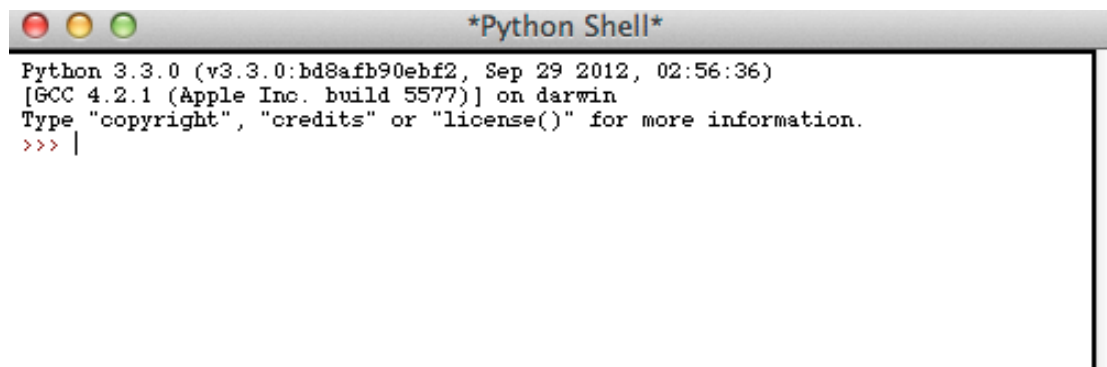 *Python Shell*
Python 3.3.0 (v3.3.0:bd8afb90ebf2, Sep 29 2012, 02:56:36)
[GCC 4.2.1 (Apple Inc. build 5577)] on darwin
Type "copyright", "credits" or "license()" for more information.
>>>